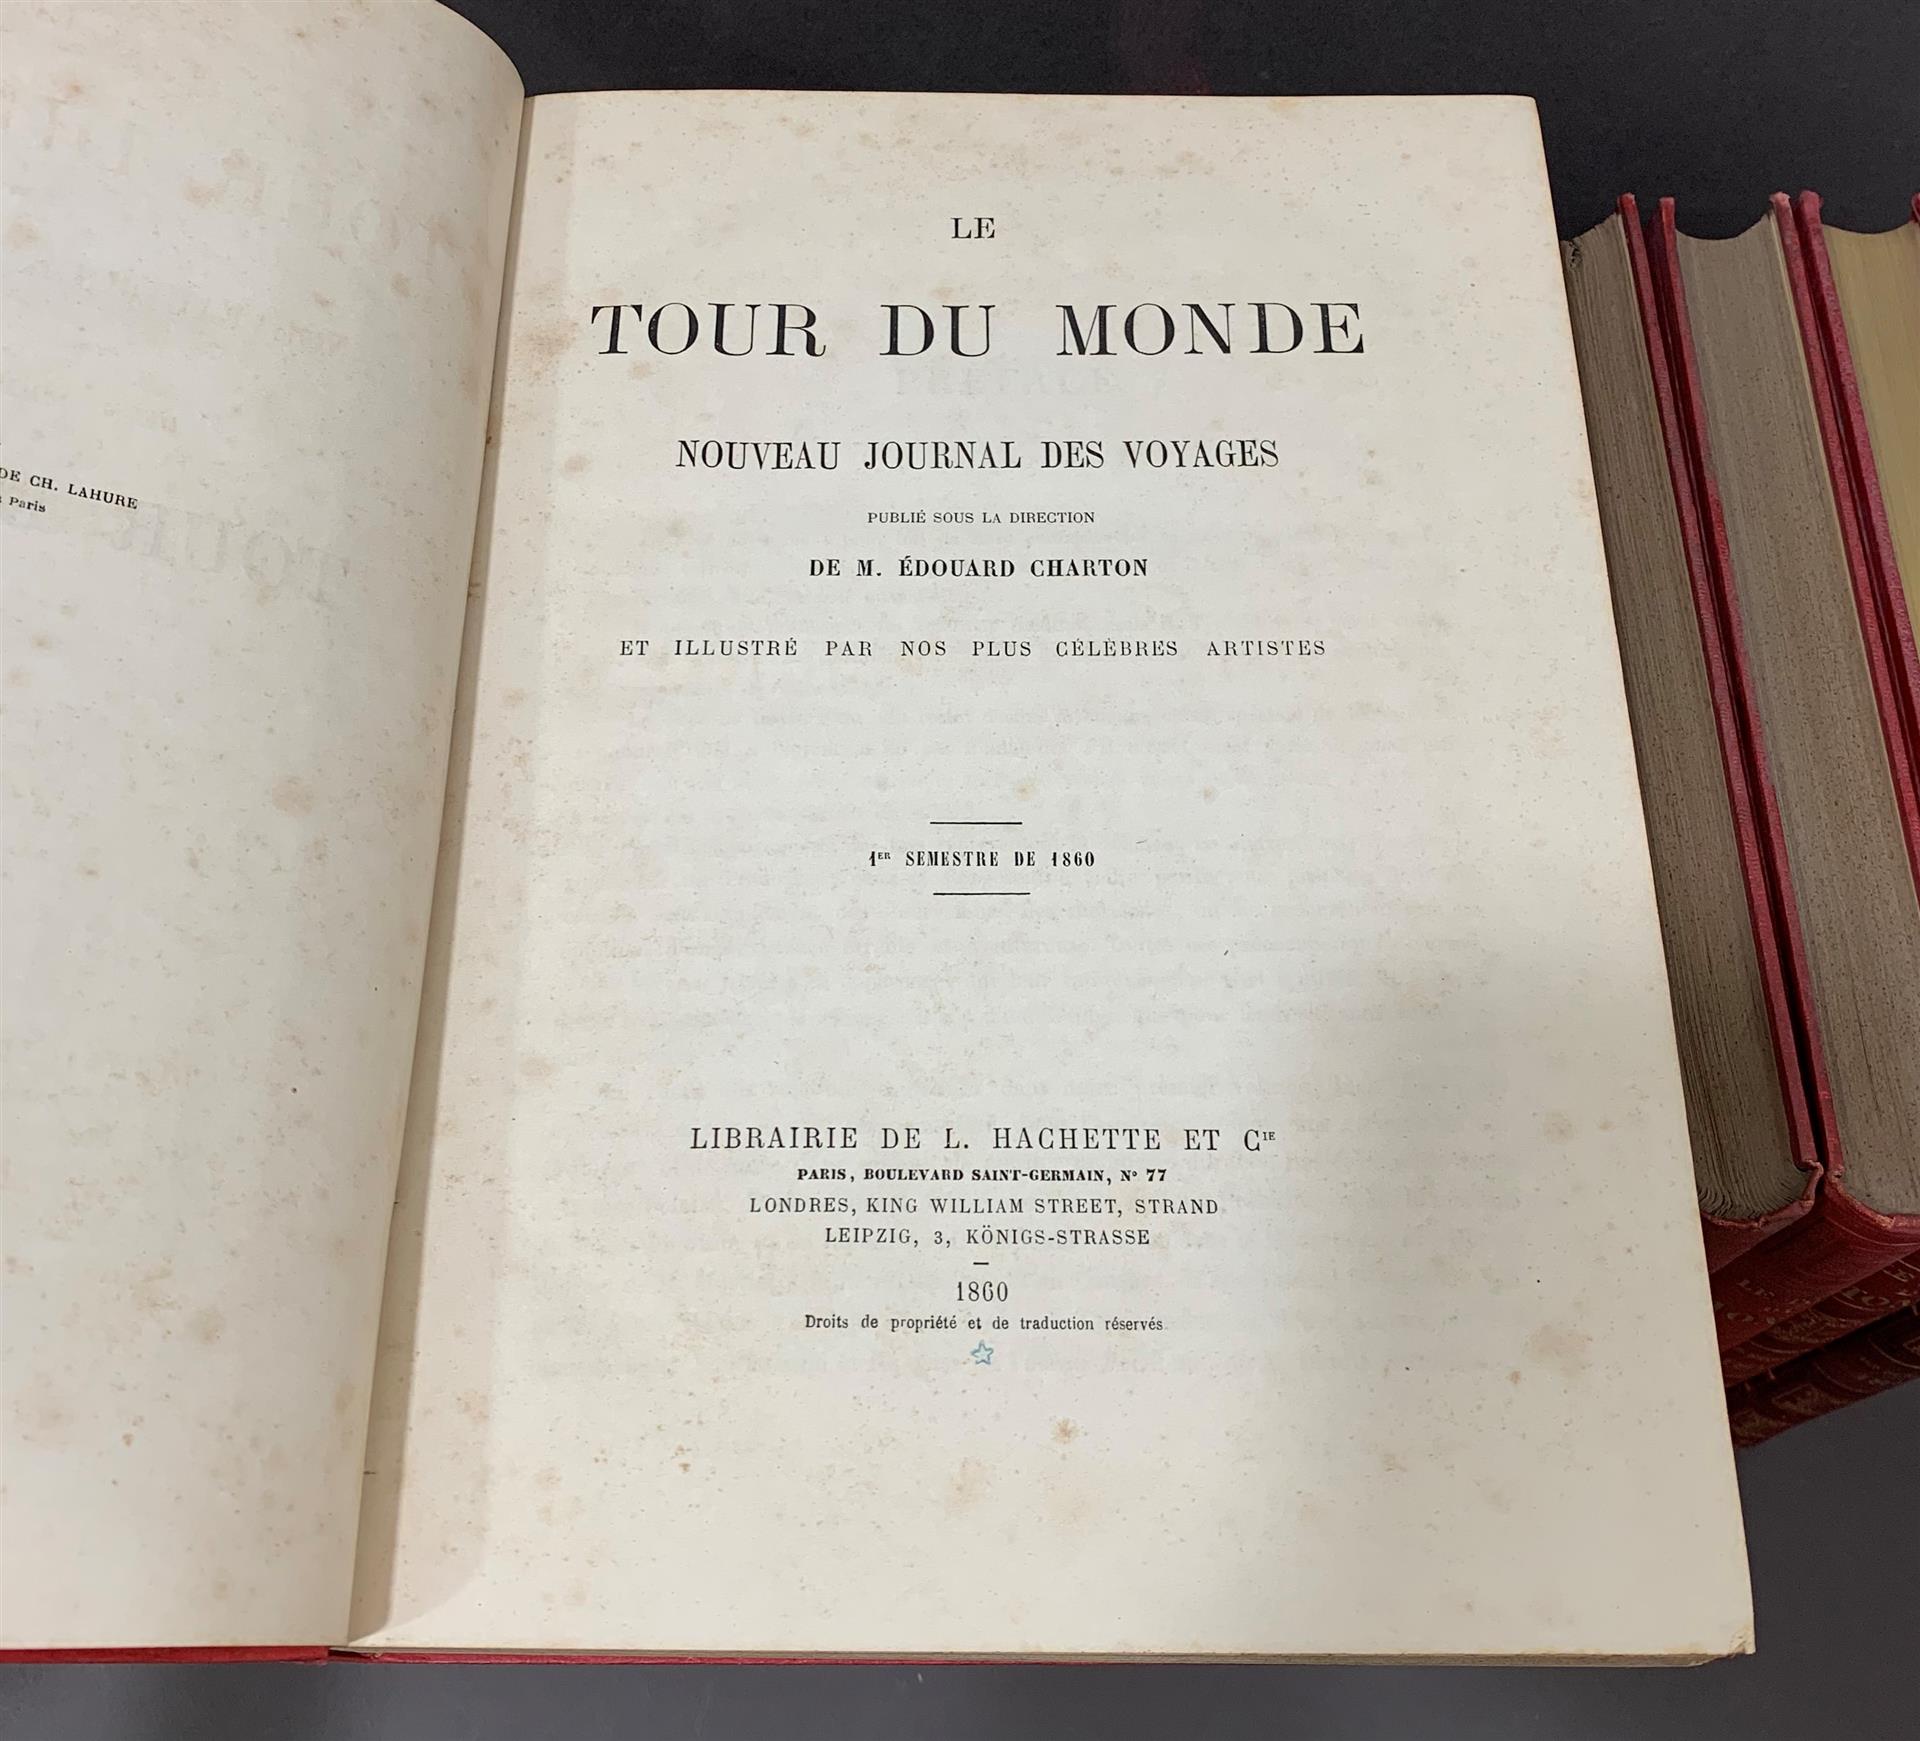 DE CH. LAHURE
Paris
LE
TOUR DU MONDE
NOUVEAU JOURNAL DES VOYAGES
PUBLIÉ SOUS LA DIRECTION
DE M. ÉDOUARD CHARTON
ET ILLUSTRÉ PAR NOS PLUS CÉLÈBRES ARTISTES
1ER SEMESTRE DE 1860
LIBRAIRIE DE L. HACHETTE ET CIE
PARIS, BOULEVARD SAINT-GERMAIN, N° 77
LONDRES, KING WILLIAM STREET, STRAND
LEIPZIG, 3, KÖNIGS-STRASSE
1860
Droits de propriété et de traduction réservés